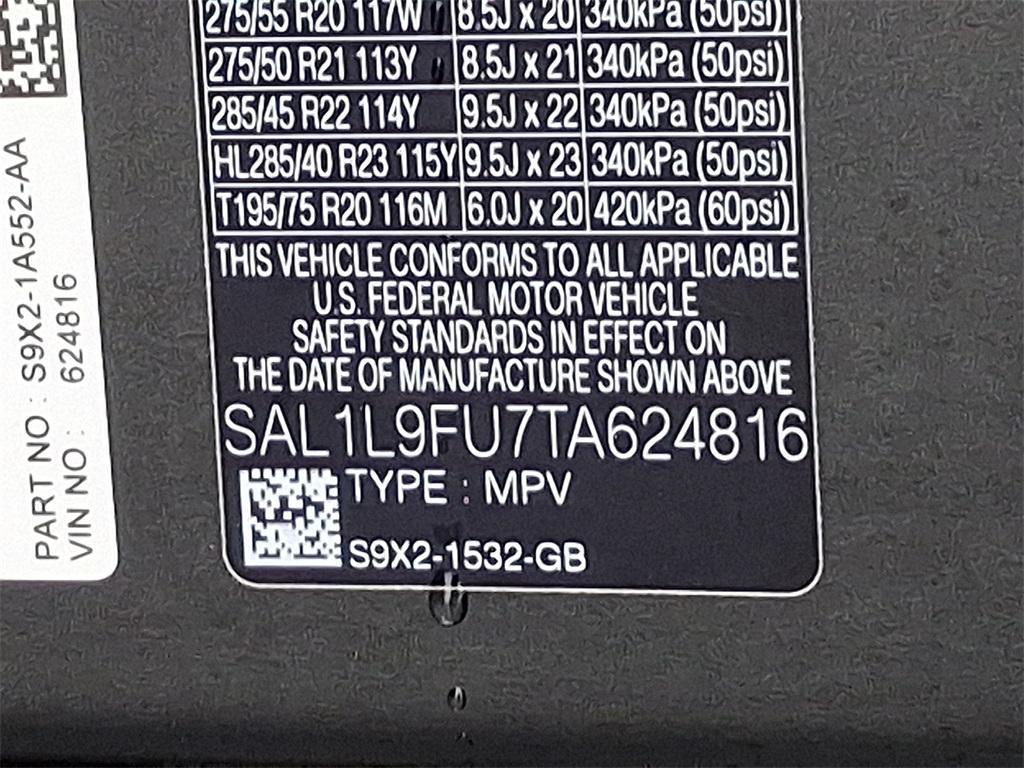 275/55 R20 117W 8.5J x 20 340kPa (50psi)
275/50 R21 113Y 8.5J x 21 340kPa (50psi)
285/45 R22 114Y 9.5J x 22 340kPa (50psi)
HL285/40 R23 115Y 9.5J x 23 340kPa (50psi)
T195/75 R20 116M 6.0J x 20 420kPa (60psi)
THIS VEHICLE CONFORMS TO ALL APPLICABLE
U.S. FEDERAL MOTOR VEHICLE
SAFETY STANDARDS IN EFFECT ON
THE DATE OF MANUFACTURE SHOWN ABOVE
SAL1L9FU7TA624816
TYPE : MPV
S9X2-1532-GB
PART NO : S9X2-1A552-AA
VIN NO : 624816